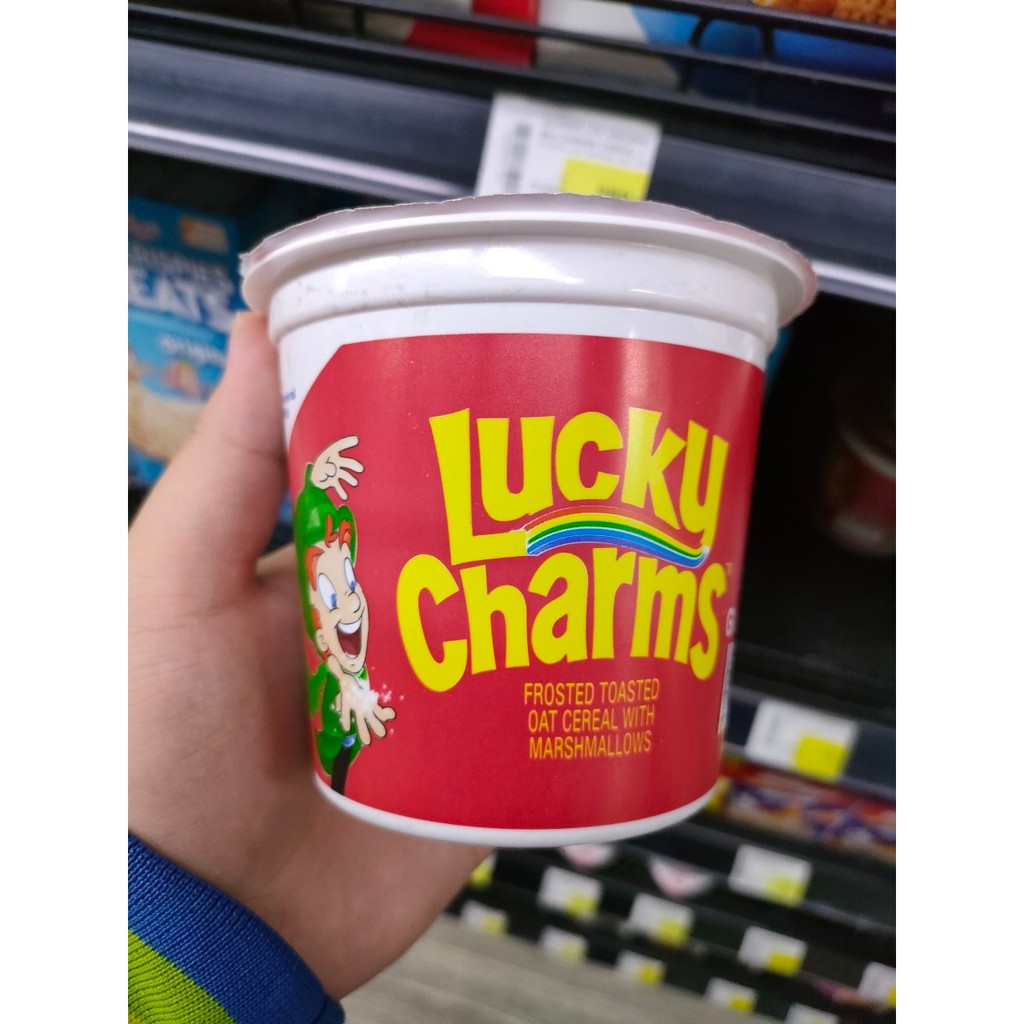 Lucky
Charms
FROSTED TOASTED
OAT CEREAL WITH
MARSHMALLOWS